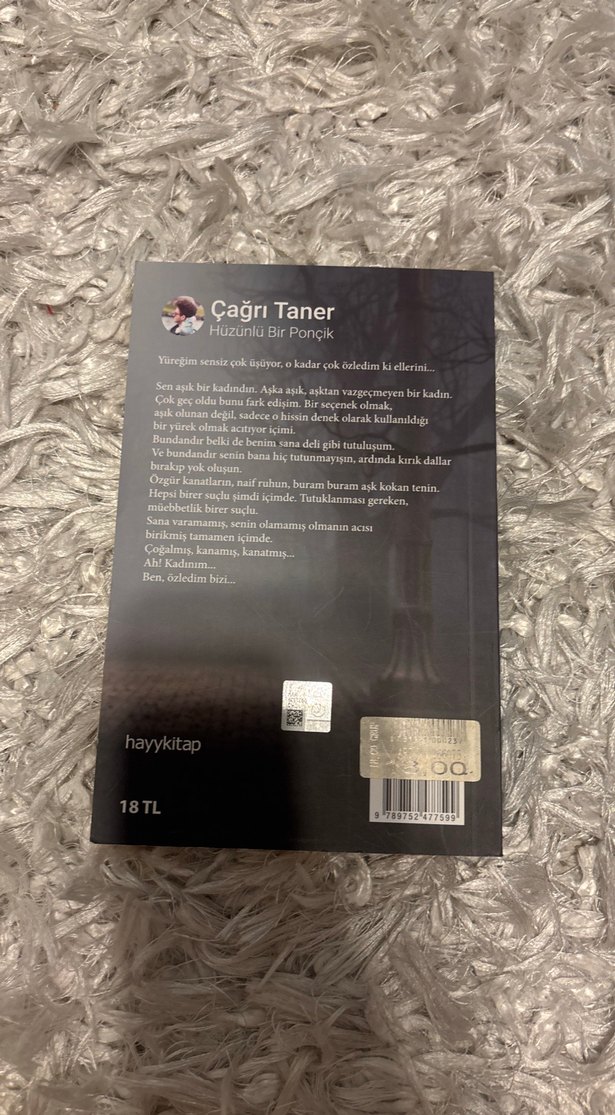 Çağrı Taner
Hüzünlü Bir Ponçik
Yüreğim sensiz çok üşüyor, o kadar çok özledim ki ellerini...
Sen aşık bir kadındın. Aşka aşık, aşktan vazgeçmeyen bir kadın.
Çok geç oldu bunu fark edişim. Bir seçenek olmak,
aşık olunan değil, sadece o hissin denek olarak kullanıldığı
bir yürek olmak acıtıyor içimi.
Bundandır belki de benim sana deli gibi tutuluşum.
Ve bundandır senin bana hiç tutunmayışın, ardında kırık dallar
bırakıp yok oluşun.
Özgür kanatların, naif ruhun, buram buram aşk kokan tenin.
Hepsi birer suçlu şimdi içimde. Tutuklanması gereken,
müebbetlik birer suçlu.
Sana varamamış, senin olamamış olmanın acısı
birikmiş tamamen içimde.
Çoğalmış, kanamış, kanatmış...
Ah! Kadınım...
Ben, özledim bizi...
hayykitap
18 TL
9 789752 477599